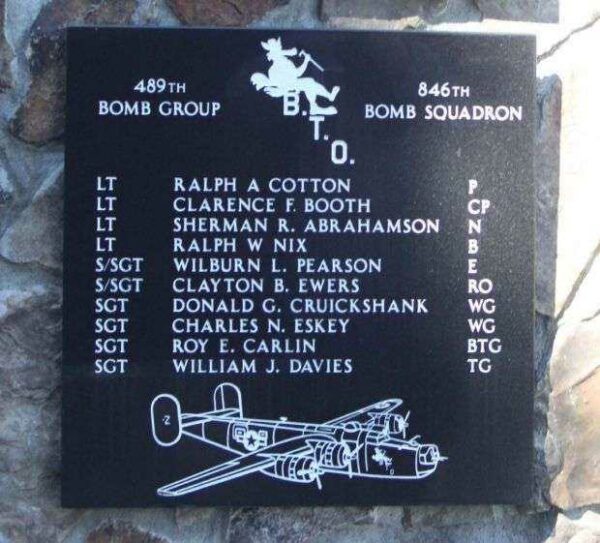 489TH
BOMB GROUP
846TH
BOMB SQUADRON
B.
T.
O.
LT RALPH A COTTON P
LT CLARENCE F. BOOTH CP
LT SHERMAN R. ABRAHAMSON N
LT RALPH W NIX B
S/SGT WILBURN L. PEARSON E
S/SGT CLAYTON B. EWERS RO
SGT DONALD G. CRUICKSHANK WG
SGT CHARLES N. ESKEY WG
SGT ROY E. CARLIN BTG
SGT WILLIAM J. DAVIES TG